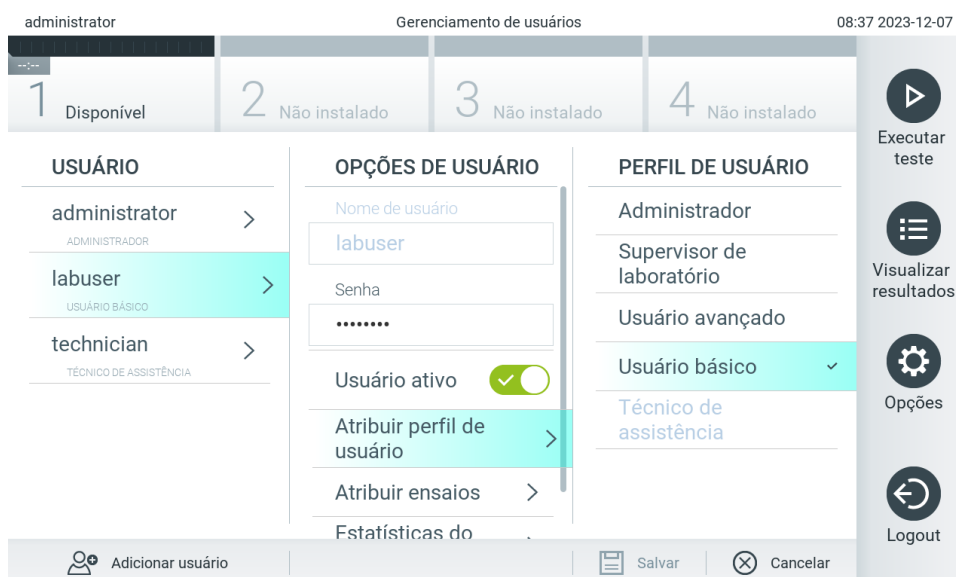 administrator
Gerenciamento de usuários
08:37 2023-12-07
--:--
1 Disponível
2 Não instalado
3 Não instalado
4 Não instalado
USUÁRIO
administrator
ADMINISTRADOR
labuser
USUÁRIO BÁSICO
technician
TÉCNICO DE ASSISTÊNCIA
OPÇÕES DE USUÁRIO
Nome de usuário
labuser
Senha
••••••••
Usuário ativo
Atribuir perfil de
usuário
Atribuir ensaios
Estatísticas do
PERFIL DE USUÁRIO
Administrador
Supervisor de
laboratório
Usuário avançado
Usuário básico
Técnico de
assistência
Executar
teste
Visualizar
resultados
Opções
Logout
Adicionar usuário
Salvar
Cancelar